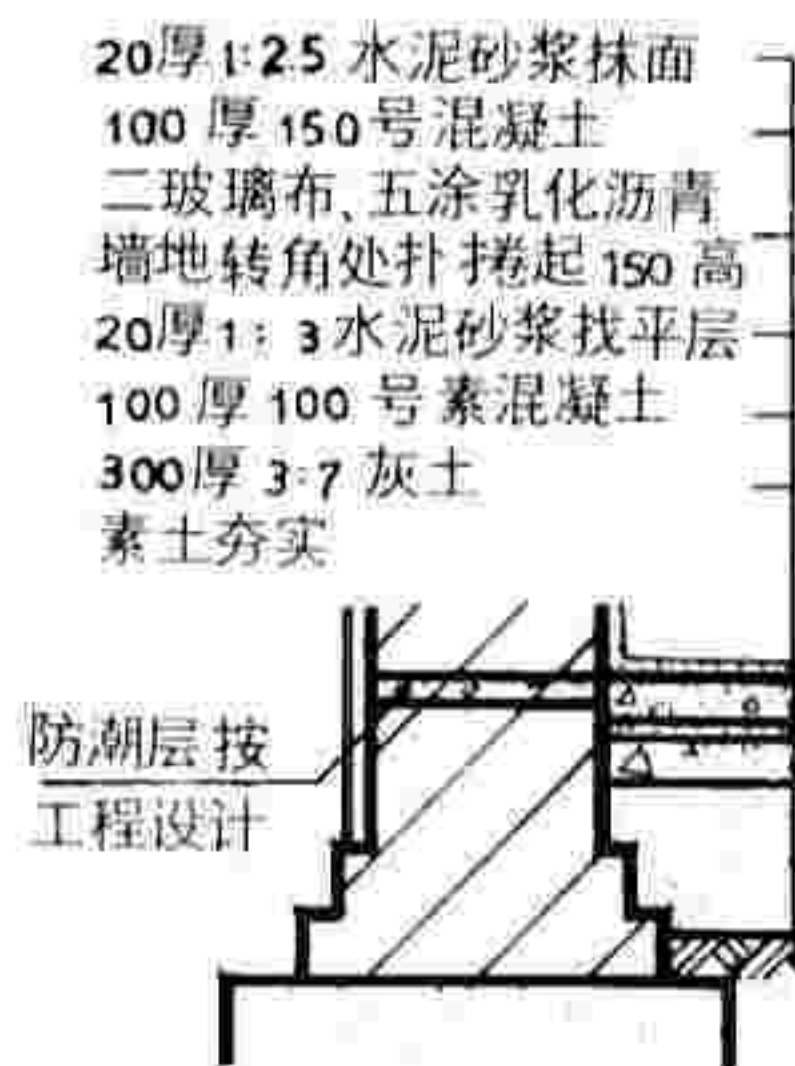 20厚1:2.5 水泥砂浆抹面
100 厚 150号混凝土
二玻璃布、五涂乳化沥青
墙地转角处扑捲起 150 高
20厚1: 3水泥砂浆找平层
100厚 100 号素混凝土
300厚 3:7 灰土
素土夯实
防潮层按
工程设计